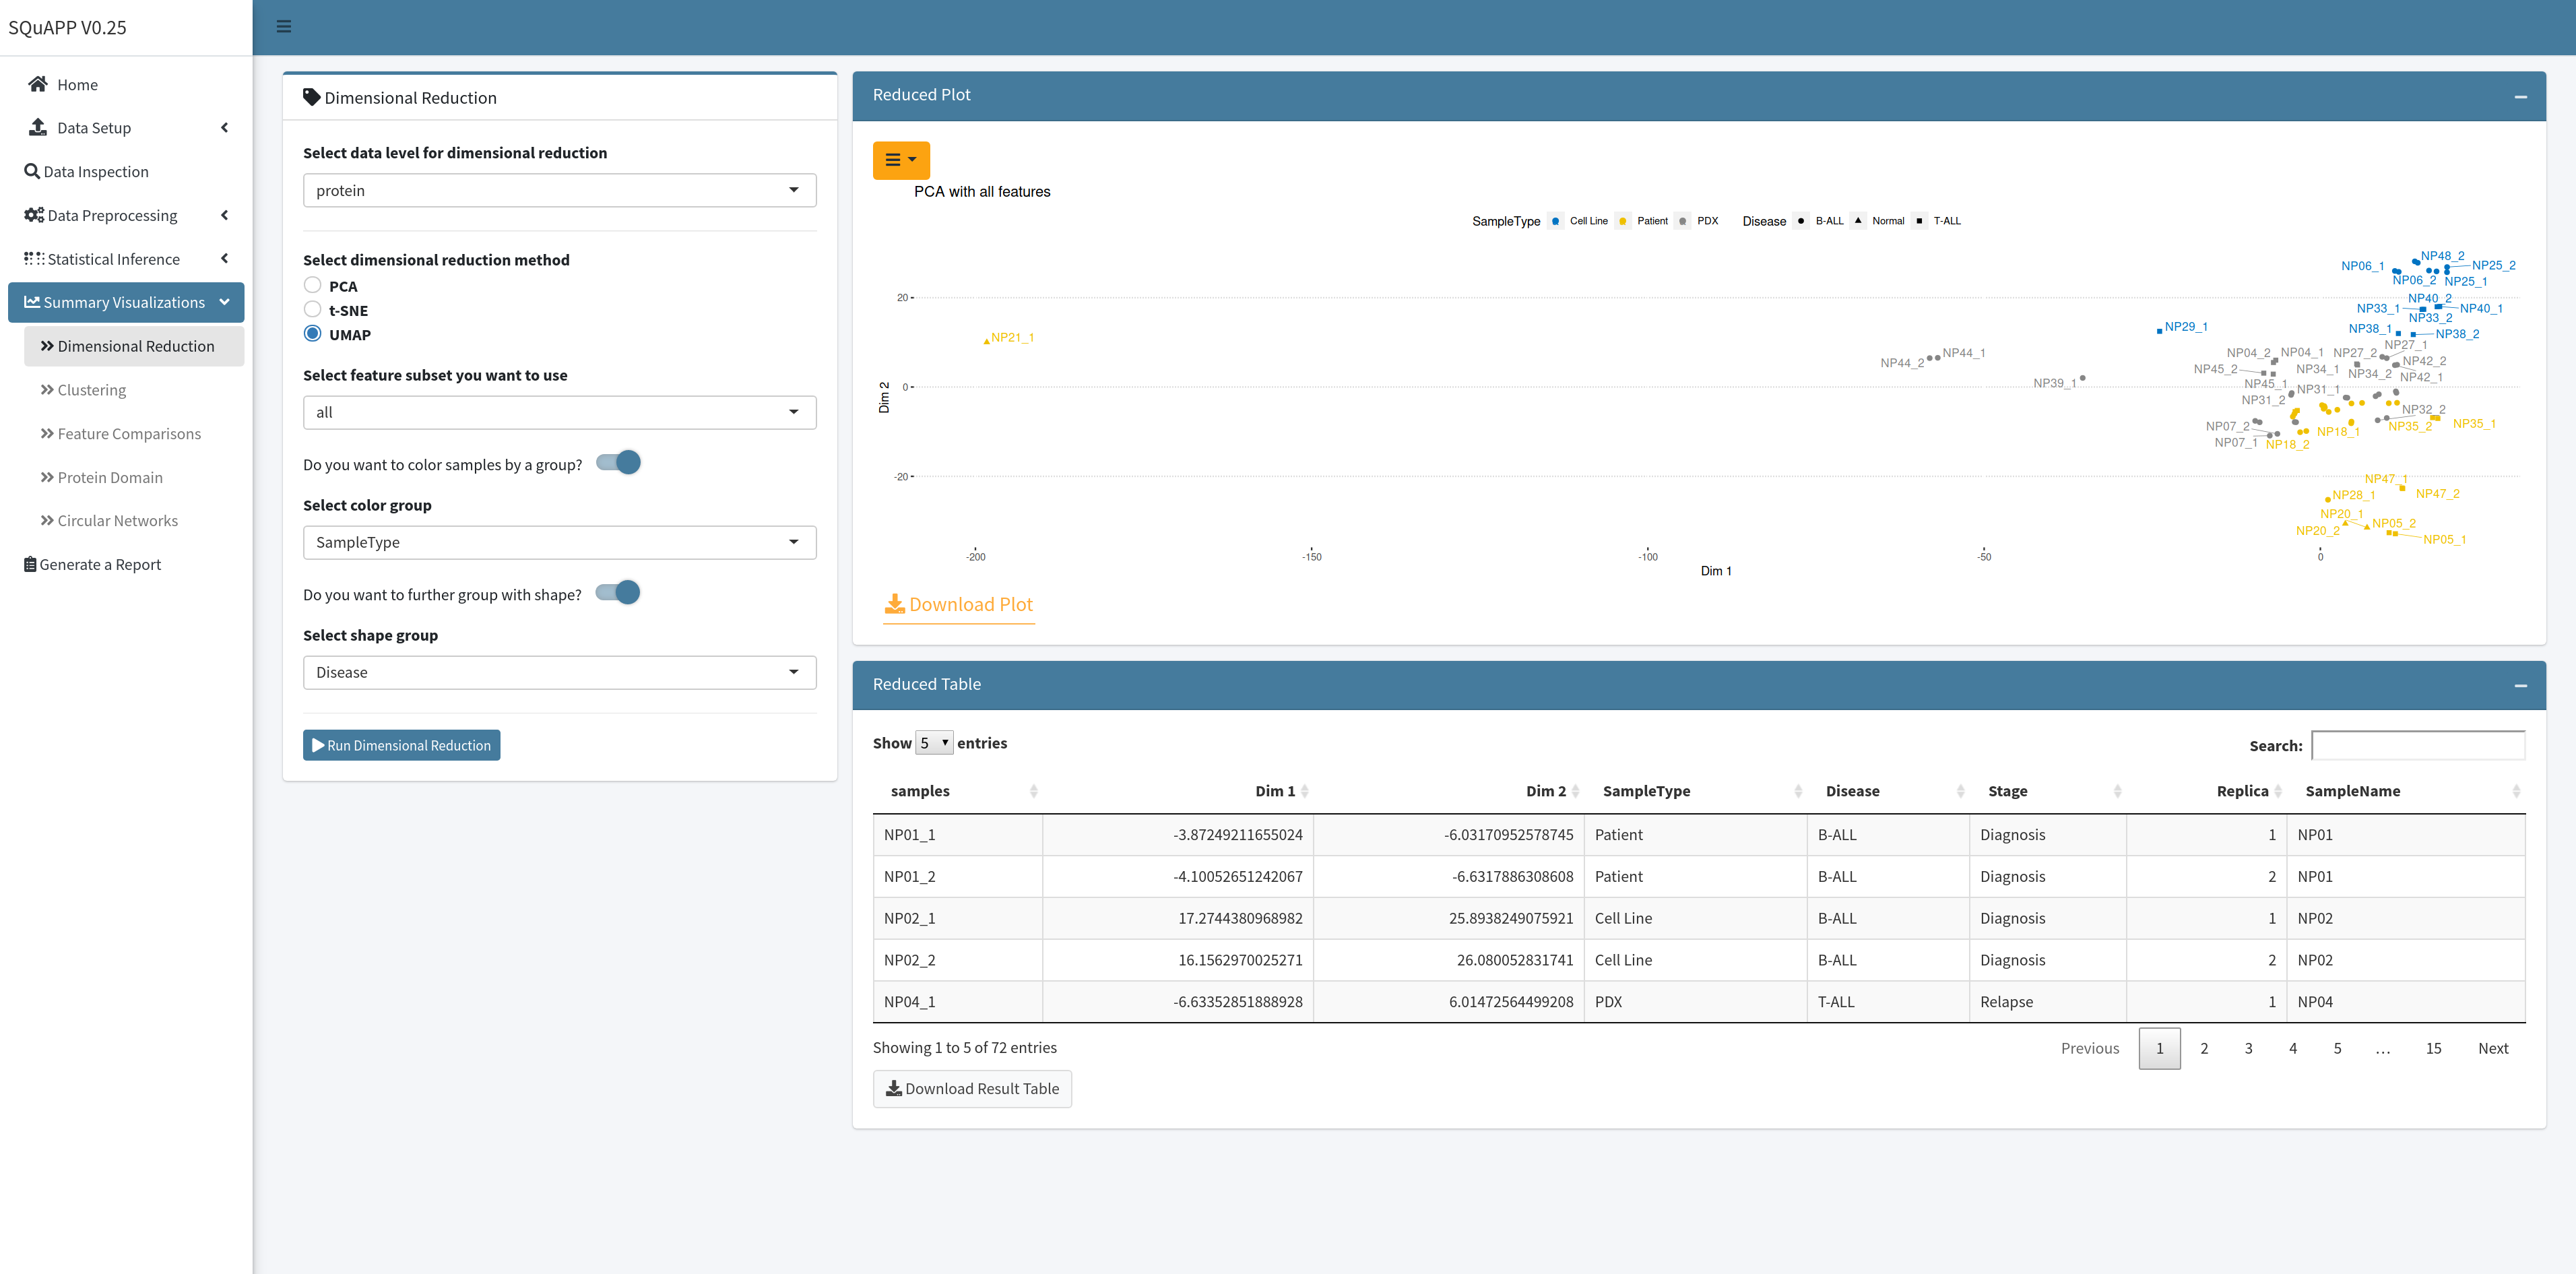 SQuAPP V0.25
Home
Data Setup
Data Inspection
Data Preprocessing
Statistical Inference
Summary Visualizations
Dimensional Reduction
Clustering
Feature Comparisons
Protein Domain
Circular Networks
Generate a Report
Dimensional Reduction
Select data level for dimensional reduction
protein
Select dimensional reduction method
PCA
t-SNE
UMAP
Select feature subset you want to use
all
Do you want to color samples by a group?
Select color group
SampleType
Do you want to further group with shape?
Select shape group
Disease
Run Dimensional Reduction
Reduced Plot
PCA with all features
SampleType Cell Line Patient PDX Disease B-ALL Normal T-ALL
NP48_2
NP06_1 NP25_2
NP06_2 NP25_1
20
NP40_2
NP33_1 NP40_1
NP33_2
NP29_1 NP38_1 NP38_2
NP21_1
NP27_1
NP44_1 NP04_2 NP04_1 NP27_2
NP44_2 NP42_2
NP45_2 NP34_1 NP34_2 NP42_1
0
NP39_1 NP45_1 NP31_1
NP31_2
NP32_2
NP07_2 NP35_2 NP35_1
NP07_1 NP18_2 NP18_1
-20
NP47_1
NP28_1 NP47_2
NP20_1
NP20_2 NP05_2
NP05_1
Dim 2
-200 -150 -100 -50 0
Dim 1
Download Plot
Reduced Table
Show 5 entries Search:
samples Dim 1 Dim 2 SampleType Disease Stage Replica SampleName
NP01_1 -3.87249211655024 -6.03170952578745 Patient B-ALL Diagnosis 1 NP01
NP01_2 -4.10052651242067 -6.6317886308608 Patient B-ALL Diagnosis 2 NP01
NP02_1 17.2744380968982 25.8938249075921 Cell Line B-ALL Diagnosis 1 NP02
NP02_2 16.1562970025271 26.080052831741 Cell Line B-ALL Diagnosis 2 NP02
NP04_1 -6.63352851888928 6.01472564499208 PDX T-ALL Relapse 1 NP04
Showing 1 to 5 of 72 entries Previous 1 2 3 4 5 … 15 Next
Download Result Table